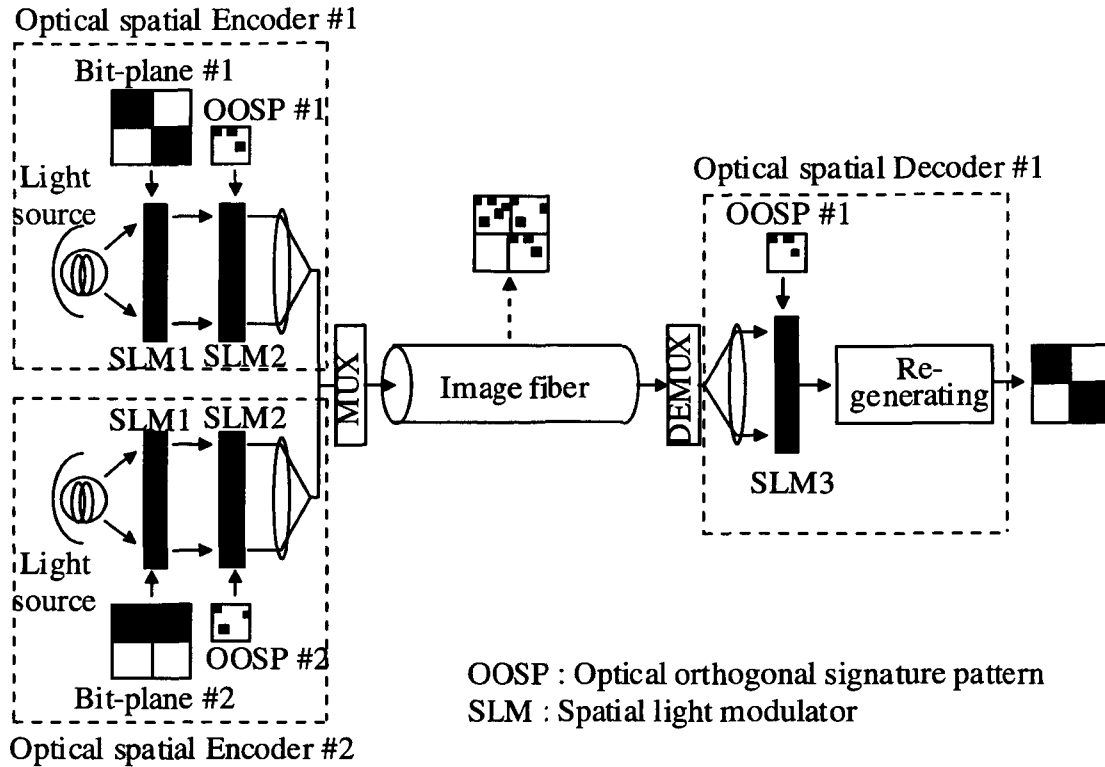 Optical spatial Encoder #1
Bit-plane #1
OOSP #1
Light
source
SLM1 SLM2
MUX
Image fiber
DEMUX
Optical spatial Decoder #1
OOSP #1
SLM3
Re-
generating
SLM1 SLM2
Light
source
OOSP #2
Bit-plane #2
Optical spatial Encoder #2
OOSP : Optical orthogonal signature pattern
SLM : Spatial light modulator